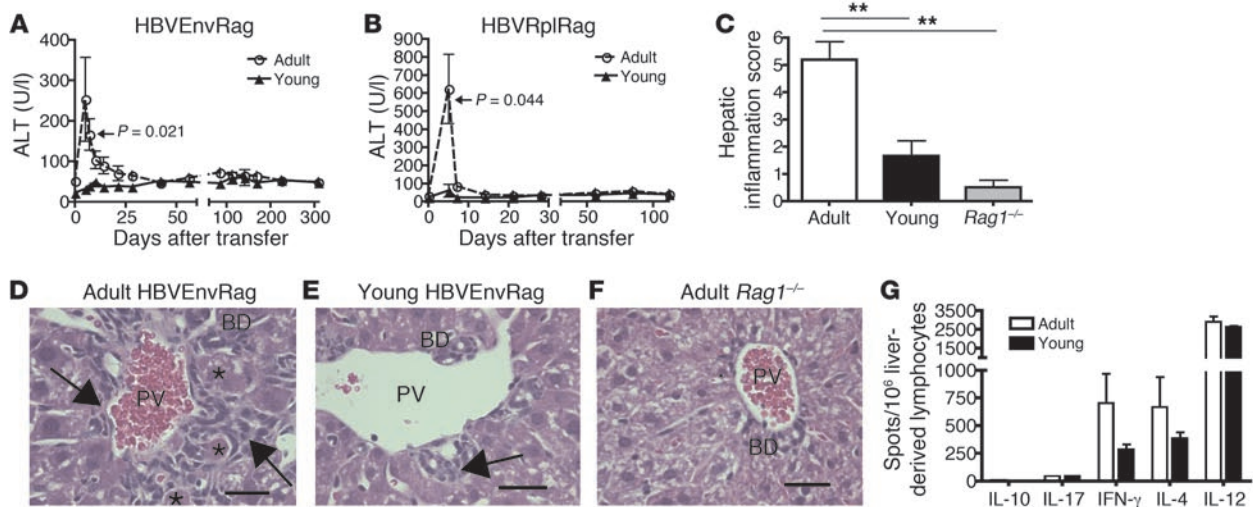 A HBVEnvRag
400
300
200
100
0
ALT (U/l)
Adult
Young
P = 0.021
0 25 50 100 200 300
Days after transfer
B HBVRplRag
900
800
700
600
500
400
300
200
100
0
ALT (U/l)
Adult
Young
P = 0.044
0 10 20 30 50 100
Days after transfer
C
**
**
6
5
4
3
2
1
0
Hepatic
inflammation score
Adult Young Rag1–/–
D Adult HBVEnvRag
BD
*
PV
*
*
E Young HBVEnvRag
BD
PV
F Adult Rag1–/–
PV
BD
G
3500
2500
1500
1000
750
500
250
0
Spots/10⁶ liver-
derived lymphocytes
Adult
Young
IL-10 IL-17 IFN-γ IL-4 IL-12